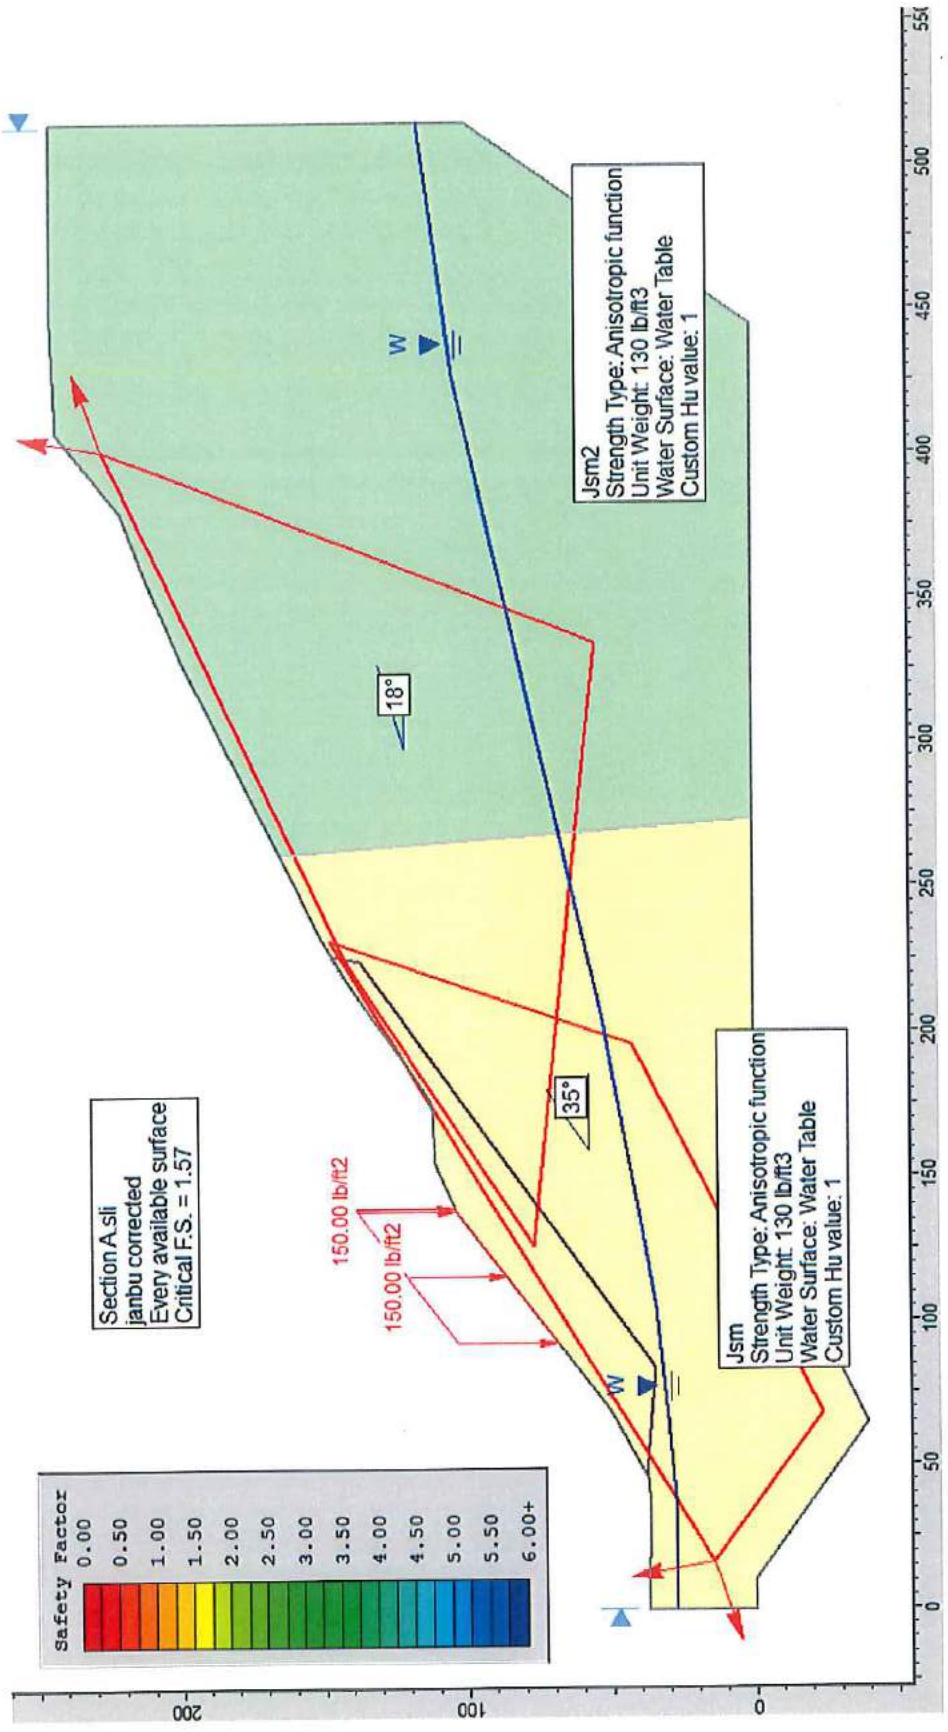 Safety Factor
0.00
0.50
1.00
1.50
2.00
2.50
3.00
3.50
4.00
4.50
5.00
5.50
6.00+
Section A.sli
janbu corrected
Every available surface
Critical F.S. = 1.57
150.00 lb/ft2
150.00 lb/ft2
W
W
35°
18°
Jsm
Strength Type: Anisotropic function
Unit Weight: 130 lb/ft3
Water Surface: Water Table
Custom Hu value: 1
Jsm2
Strength Type: Anisotropic function
Unit Weight: 130 lb/ft3
Water Surface: Water Table
Custom Hu value: 1
200
100
0
0
50
100
150
200
250
300
350
400
450
500
550